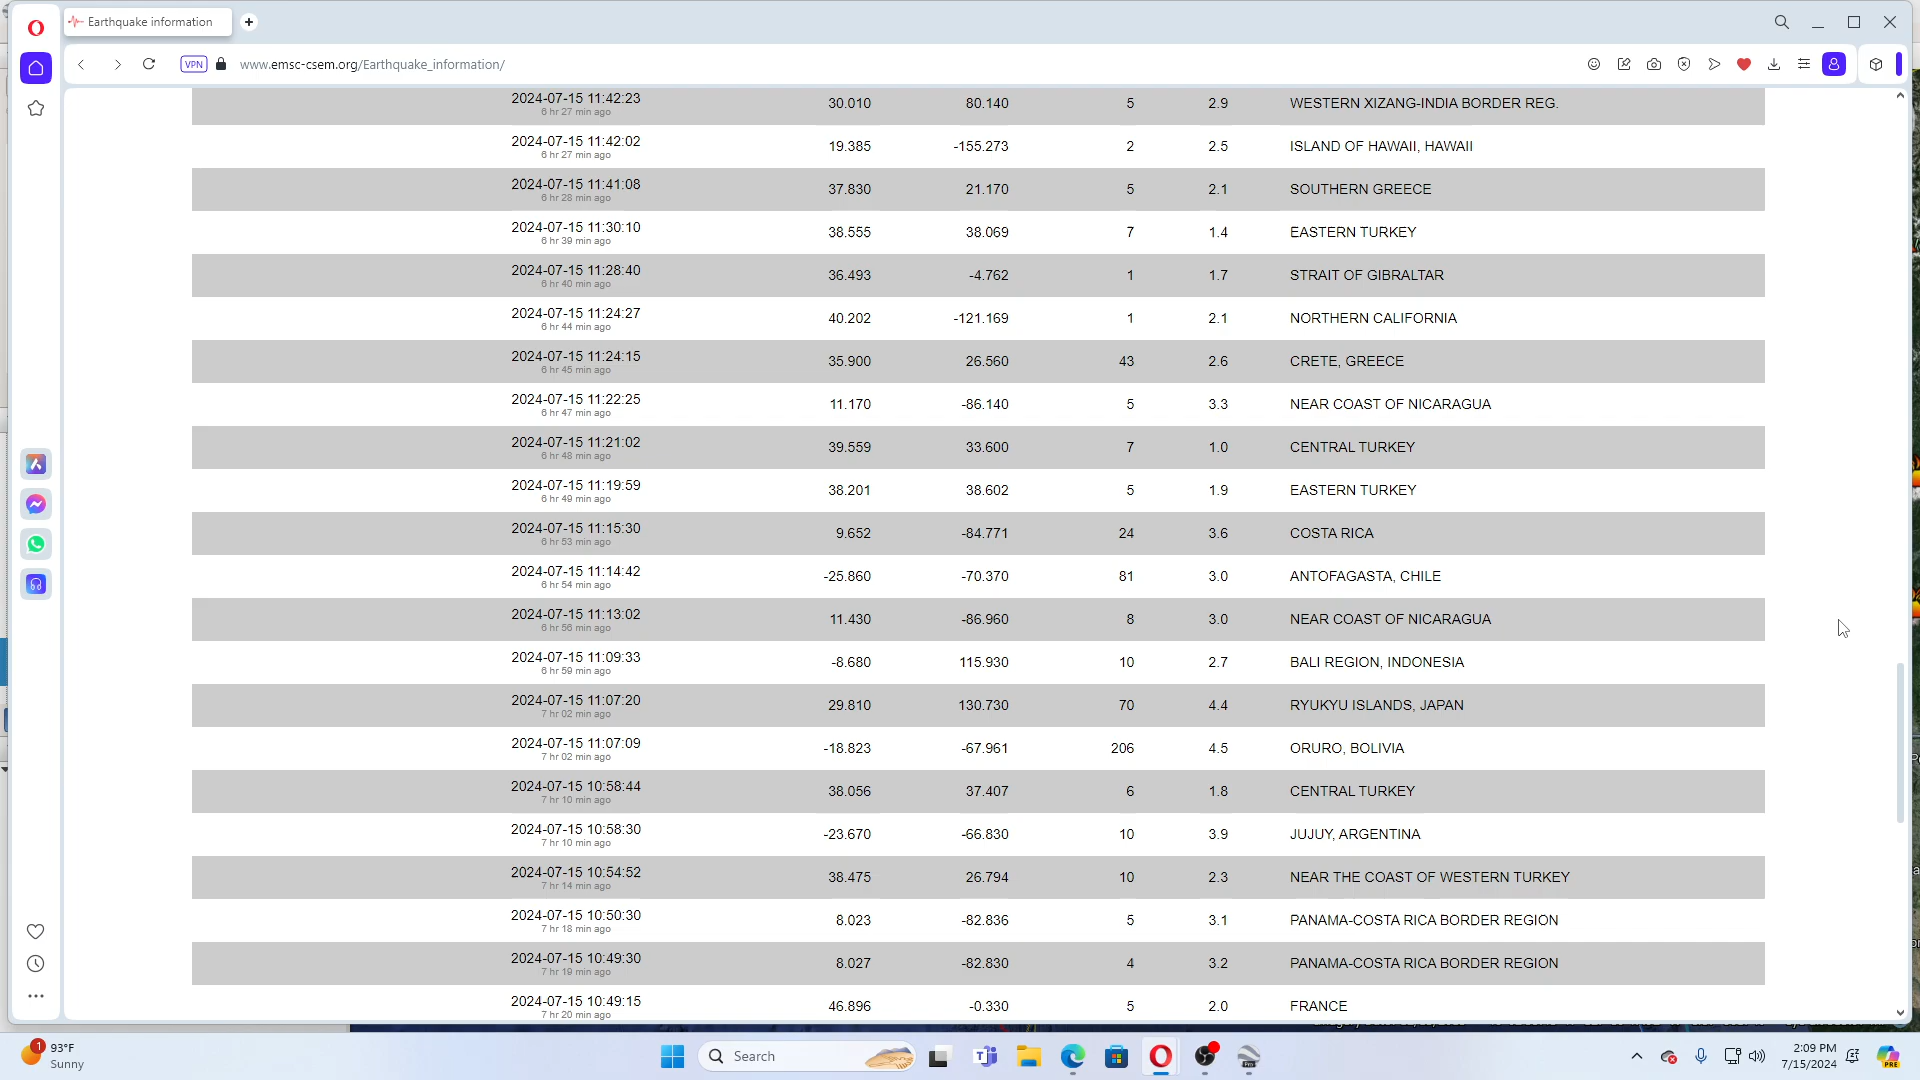 Earthquake information
VPN
www.emsc-csem.org/Earthquake_information/
2024-07-15 11:42:23 30.010 80.140 5 2.9 WESTERN XIZANG-INDIA BORDER REG.
6 hr 27 min ago
2024-07-15 11:42:02 19.385 -155.273 2 2.5 ISLAND OF HAWAII, HAWAII
6 hr 27 min ago
2024-07-15 11:41:08 37.830 21.170 5 2.1 SOUTHERN GREECE
6 hr 28 min ago
2024-07-15 11:30:10 38.555 38.069 7 1.4 EASTERN TURKEY
6 hr 39 min ago
2024-07-15 11:28:40 36.493 -4.762 1 1.7 STRAIT OF GIBRALTAR
6 hr 40 min ago
2024-07-15 11:24:27 40.202 -121.169 1 2.1 NORTHERN CALIFORNIA
6 hr 44 min ago
2024-07-15 11:24:15 35.900 26.560 43 2.6 CRETE, GREECE
6 hr 45 min ago
2024-07-15 11:22:25 11.170 -86.140 5 3.3 NEAR COAST OF NICARAGUA
6 hr 47 min ago
2024-07-15 11:21:02 39.559 33.600 7 1.0 CENTRAL TURKEY
6 hr 48 min ago
2024-07-15 11:19:59 38.201 38.602 5 1.9 EASTERN TURKEY
6 hr 49 min ago
2024-07-15 11:15:30 9.652 -84.771 24 3.6 COSTA RICA
6 hr 53 min ago
2024-07-15 11:14:42 -25.860 -70.370 81 3.0 ANTOFAGASTA, CHILE
6 hr 54 min ago
2024-07-15 11:13:02 11.430 -86.960 8 3.0 NEAR COAST OF NICARAGUA
6 hr 56 min ago
2024-07-15 11:09:33 -8.680 115.930 10 2.7 BALI REGION, INDONESIA
6 hr 59 min ago
2024-07-15 11:07:20 29.810 130.730 70 4.4 RYUKYU ISLANDS, JAPAN
7 hr 02 min ago
2024-07-15 11:07:09 -18.823 -67.961 206 4.5 ORURO, BOLIVIA
7 hr 02 min ago
2024-07-15 10:58:44 38.056 37.407 6 1.8 CENTRAL TURKEY
7 hr 10 min ago
2024-07-15 10:58:30 -23.670 -66.830 10 3.9 JUJUY, ARGENTINA
7 hr 10 min ago
2024-07-15 10:54:52 38.475 26.794 10 2.3 NEAR THE COAST OF WESTERN TURKEY
7 hr 14 min ago
2024-07-15 10:50:30 8.023 -82.836 5 3.1 PANAMA-COSTA RICA BORDER REGION
7 hr 18 min ago
2024-07-15 10:49:30 8.027 -82.830 4 3.2 PANAMA-COSTA RICA BORDER REGION
7 hr 19 min ago
2024-07-15 10:49:15 46.896 -0.330 5 2.0 FRANCE
7 hr 20 min ago
1
93°F
Sunny
Search
2:09 PM
7/15/2024
PRE